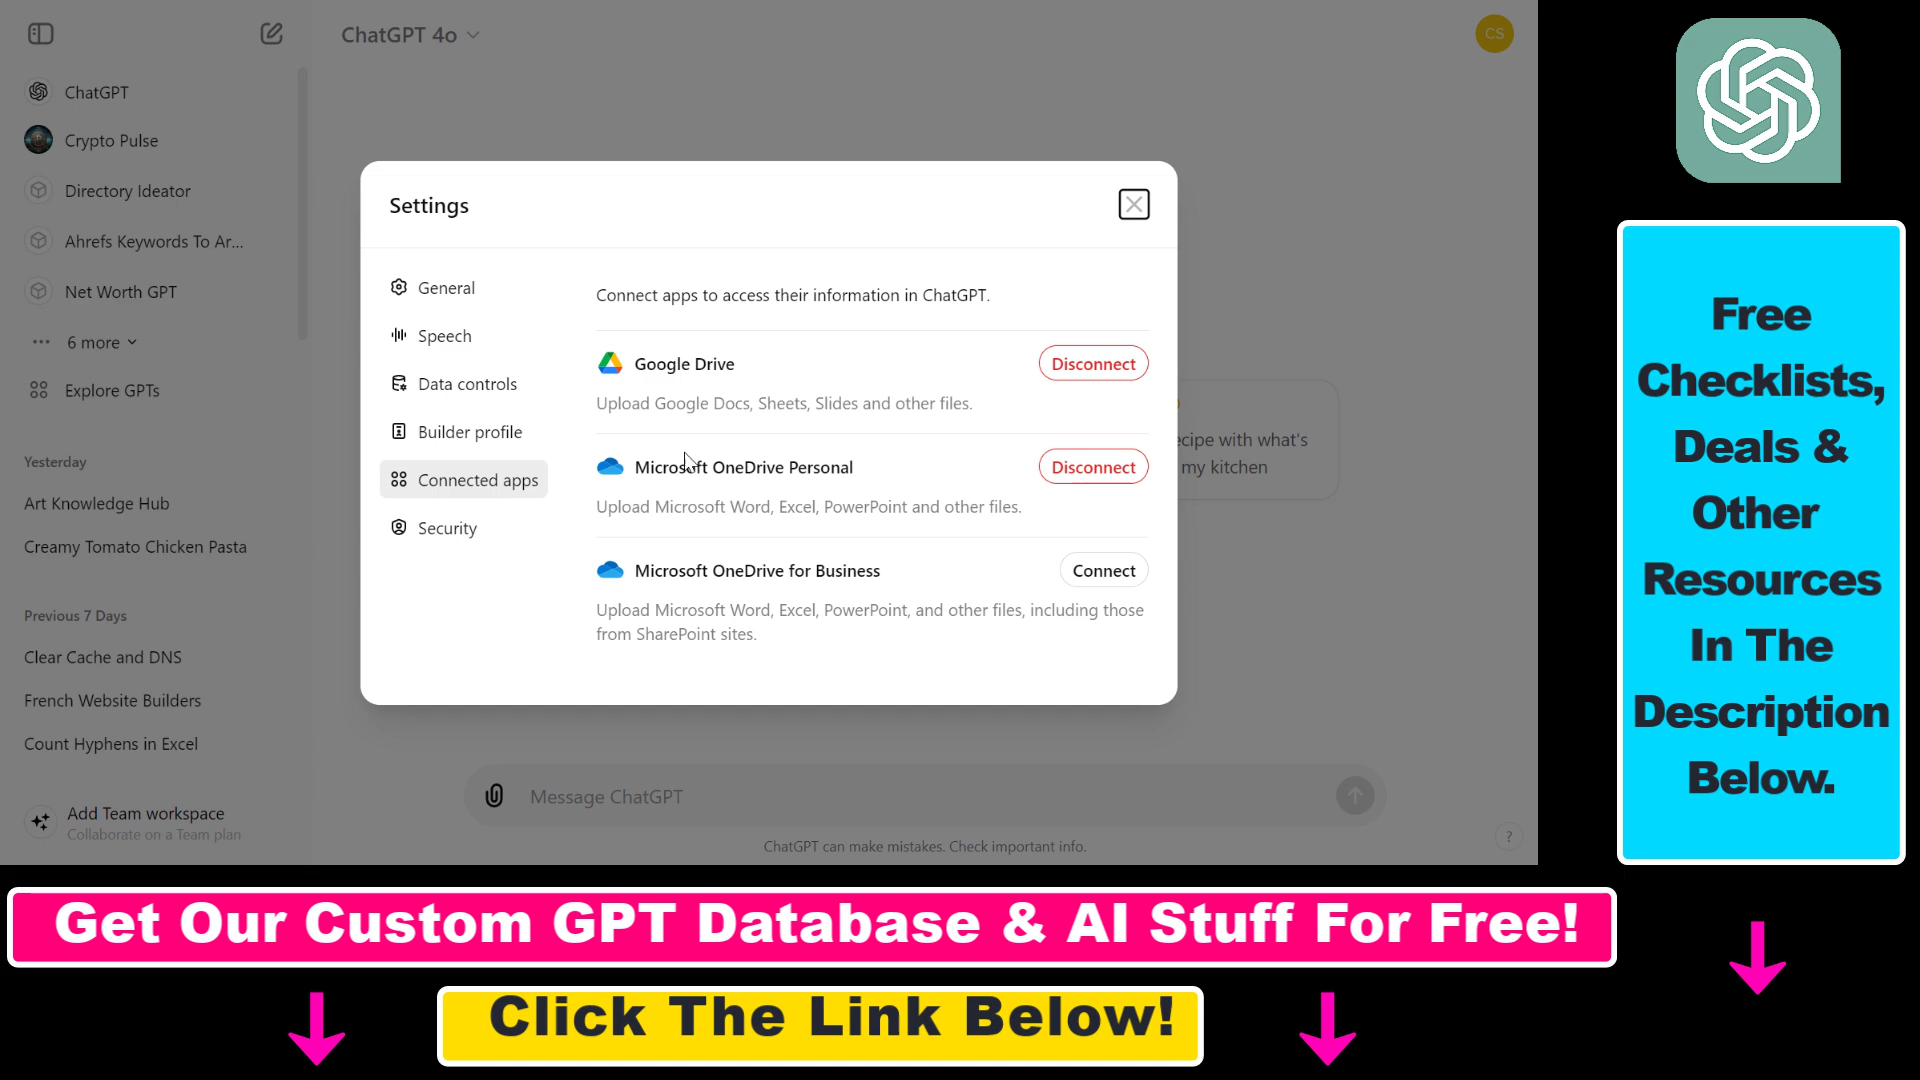 ChatGPT 4o
CS
ChatGPT
Crypto Pulse
Directory Ideator
Ahrefs Keywords To Ar...
Net Worth GPT
6 more
Explore GPTs
Yesterday
Art Knowledge Hub
Creamy Tomato Chicken Pasta
Previous 7 Days
Clear Cache and DNS
French Website Builders
Count Hyphens in Excel
Add Team workspace
Collaborate on a Team plan
Settings
General
Speech
Data controls
Builder profile
Connected apps
Security
Connect apps to access their information in ChatGPT.
Google Drive
Disconnect
Upload Google Docs, Sheets, Slides and other files.
Microsoft OneDrive Personal
Disconnect
Upload Microsoft Word, Excel, PowerPoint and other files.
Microsoft OneDrive for Business
Connect
Upload Microsoft Word, Excel, PowerPoint, and other files, including those
from SharePoint sites.
ecipe with what's
my kitchen
Message ChatGPT
ChatGPT can make mistakes. Check important info.
?
Free
Checklists,
Deals &
Other
Resources
In The
Description
Below.
Get Our Custom GPT Database & AI Stuff For Free!
Click The Link Below!